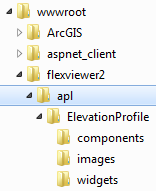 wwwroot
ArcGIS
aspnet_client
flexviewer2
apl
ElevationProfile
components
images
widgets